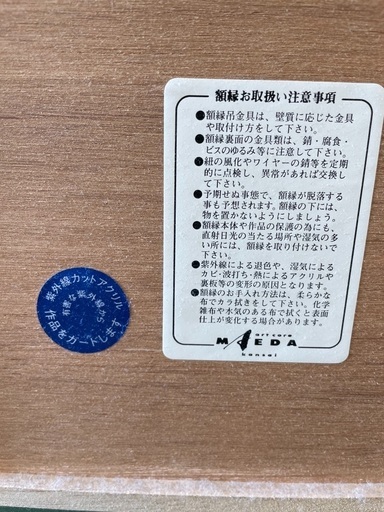 額縁お取扱い注意事項
●額縁吊金具は、壁質に応じた金具
や取付け方をして下さい。
●額縁裏面の金具類は、錆・腐食・
ビスのゆるみ等に注意して下さい。
●紐の風化やワイヤーの錆等を定期
的に点検し、異常があれば交換し
て下さい。
●予期せぬ事態で、額縁が脱落する
事も予想されます。額縁の下には、
物を置かないようにしましょう。
●額縁本体や作品の保護の為にも、
直射日光の当たる場所や湿気の多
い所には、額縁を取り付けないで
下さい。
●紫外線による退色や、湿気による
カビ・波打ち・熱によるアクリルや
裏板等の変形の原因となります。
●額縁のお手入れ方法は、柔らかな
布でカラ拭きをして下さい。化学
雑布や水気のある布で拭くと表面
仕上が変化する場合があります。
art core
MAEDA
kansai
紫外線カットアクリル
有害な紫外線から
作品をガードします